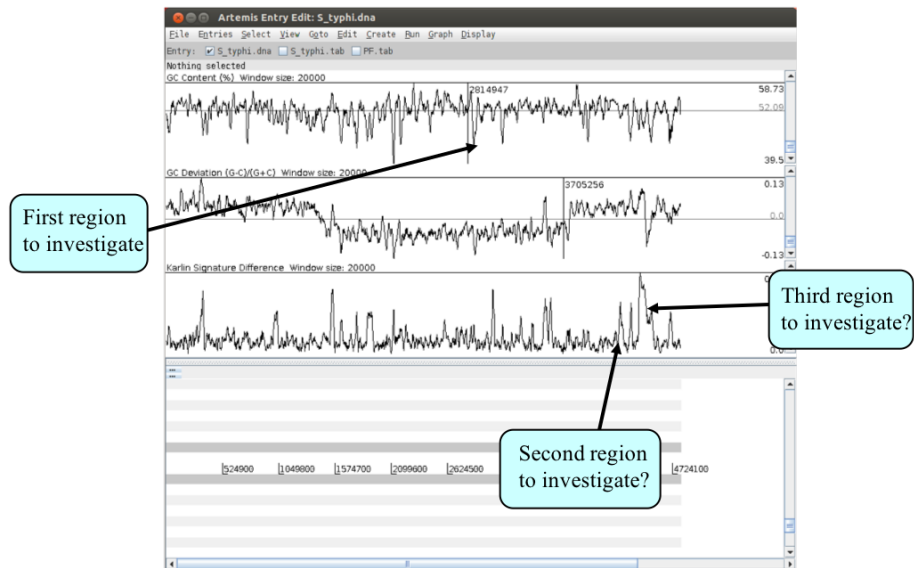 Artemis Entry Edit: S_typhi.dna
File Entries Select View Goto Edit Create Run Graph Display
Entry: S_typhi.dna S_typhi.tab PF.tab
Nothing selected
GC Content (%) Window size: 20000
2814947
58.73
52.09
39.5
GC Deviation (G-C)/(G+C) Window size: 20000
3705256
0.13
0.0
-0.13
First region
to investigate
Karlin Signature Difference Window size: 20000
Third region
to investigate?
0.0
Second region
to investigate?
524900 1049800 1574700 2099600 2624500 4724100